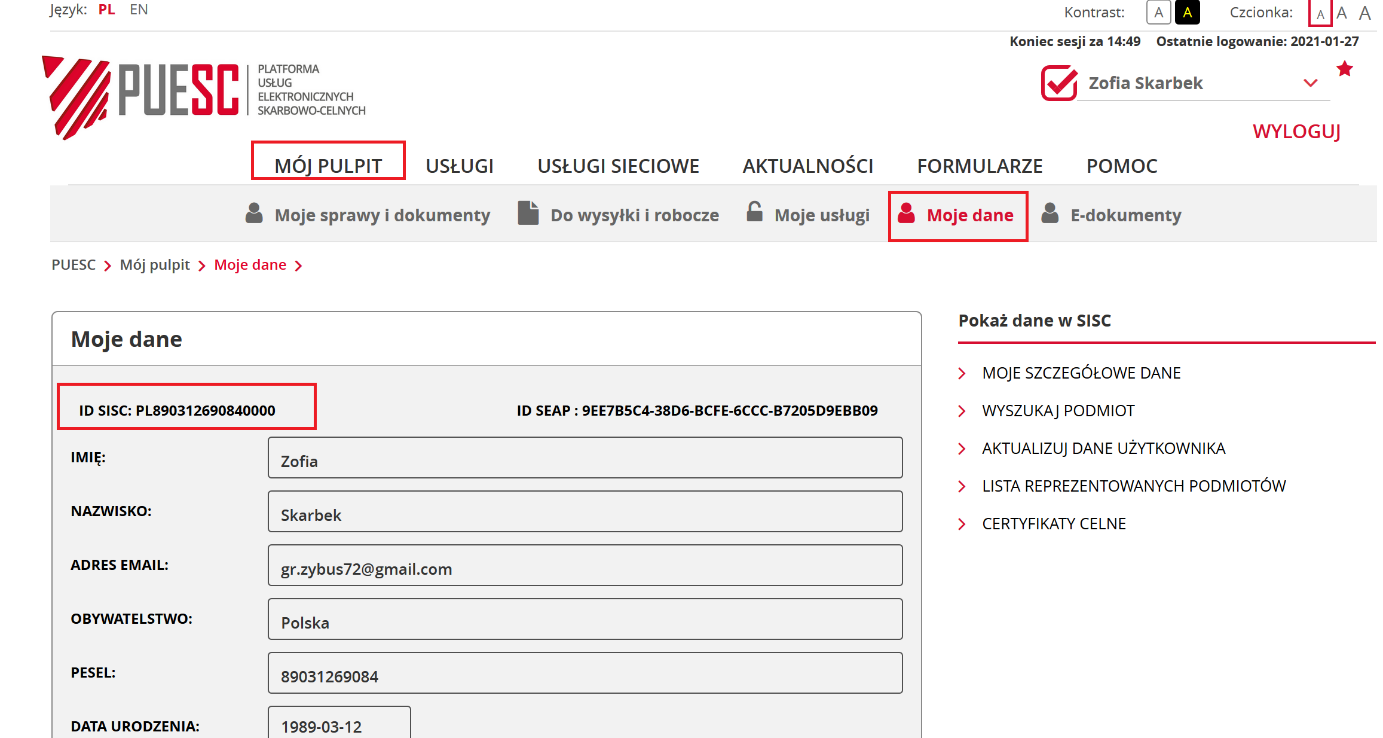 Język: PL EN
Kontrast: A A Czcionka: A A A
Koniec sesji za 14:49 Ostatnie logowanie: 2021-01-27
PUESC
PLATFORMA
USŁUG
ELEKTRONICZNYCH
SKARBOWO-CELNYCH
Zofia Skarbek
WYLOGUJ
MÓJ PULPIT USŁUGI USŁUGI SIECIOWE AKTUALNOŚCI FORMULARZE POMOC
Moje sprawy i dokumenty Do wysyłki i robocze Moje usługi Moje dane E-dokumenty
PUESC Mój pulpit Moje dane
Moje dane
ID SISC: PL890312690840000 ID SEAP : 9EE7B5C4-38D6-BCFE-6CCC-B7205D9EBB09
IMIĘ: Zofia
NAZWISKO: Skarbek
ADRES EMAIL: gr.zybus72@gmail.com
OBYWATELSTWO: Polska
PESEL: 89031269084
DATA URODZENIA: 1989-03-12
Pokaż dane w SISC
MOJE SZCZEGÓŁOWE DANE
WYSZUKAJ PODMIOT
AKTUALIZUJ DANE UŻYTKOWNIKA
LISTA REPREZENTOWANYCH PODMIOTÓW
CERTYFIKATY CELNE